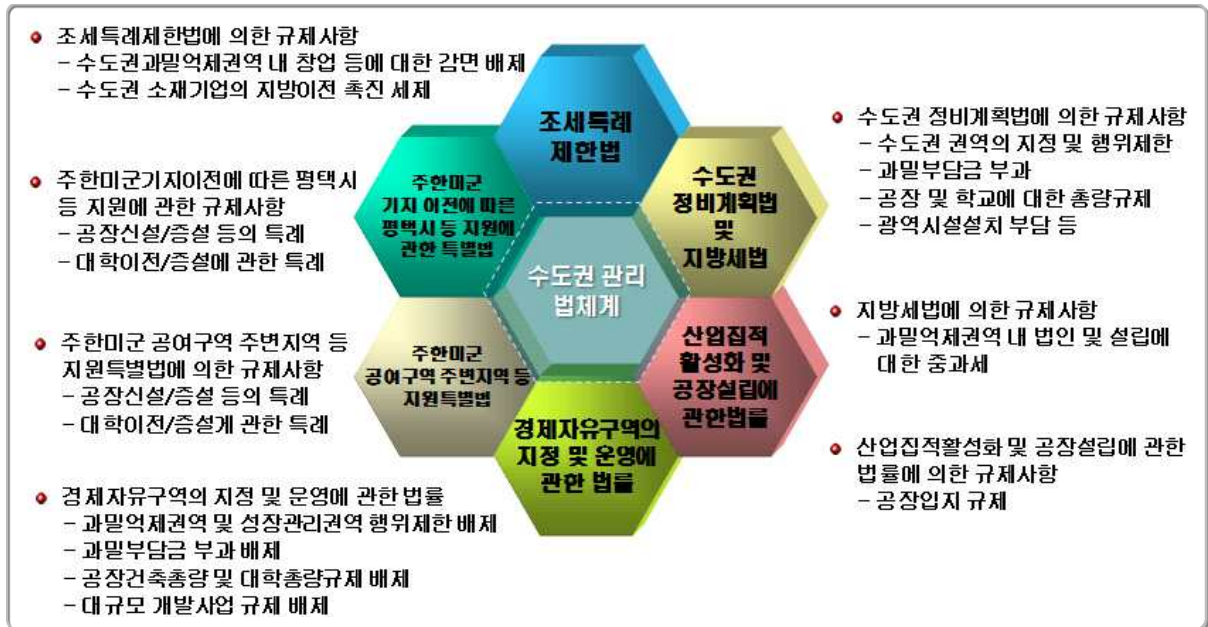 • 조세특례제한법에 의한 규제사항
– 수도권과밀억제권역 내 창업 등에 대한 감면 배제
– 수도권 소재기업의 지방이전 촉진 세제
• 주한미군기지이전에 따른 평택시
등 지원에 관한 규제사항
– 공장신설/증설 등의 특례
– 대학이전/증설에 관한 특례
• 주한미군 공여구역 주변지역 등
지원특별법에 의한 규제사항
– 공장신설/증설 등의 특례
– 대학이전/증설게 관한 특례
• 경제자유구역의 지정 및 운영에 관한 법률
– 과밀억제권역 및 성장관리권역 행위제한 배제
– 과밀부담금 부과 배제
– 공장건축총량 및 대학총량규제 배제
– 대규모 개발사업 규제 배제
조세특례
제한법
주한미군
기지 이전에 따른
평택시 등 지원에
관한 특별법
수도권
정비계획법
및
지방세법
수도권 관리
법체계
주한미군
공여구역 주변지역 등
지원특별법
산업집적
활성화 및
공장설립에
관한법률
경제자유구역의
지정 및 운영에
관한 법률
• 수도권 정비계획법에 의한 규제사항
– 수도권 권역의 지정 및 행위제한
– 과밀부담금 부과
– 공장 및 학교에 대한 총량규제
– 광역시설설치 부담 등
• 지방세법에 의한 규제사항
– 과밀억제권역 내 법인 및 설립에
대한 중과세
• 산업집적활성화 및 공장설립에 관한
법률에 의한 규제사항
– 공장입지 규제